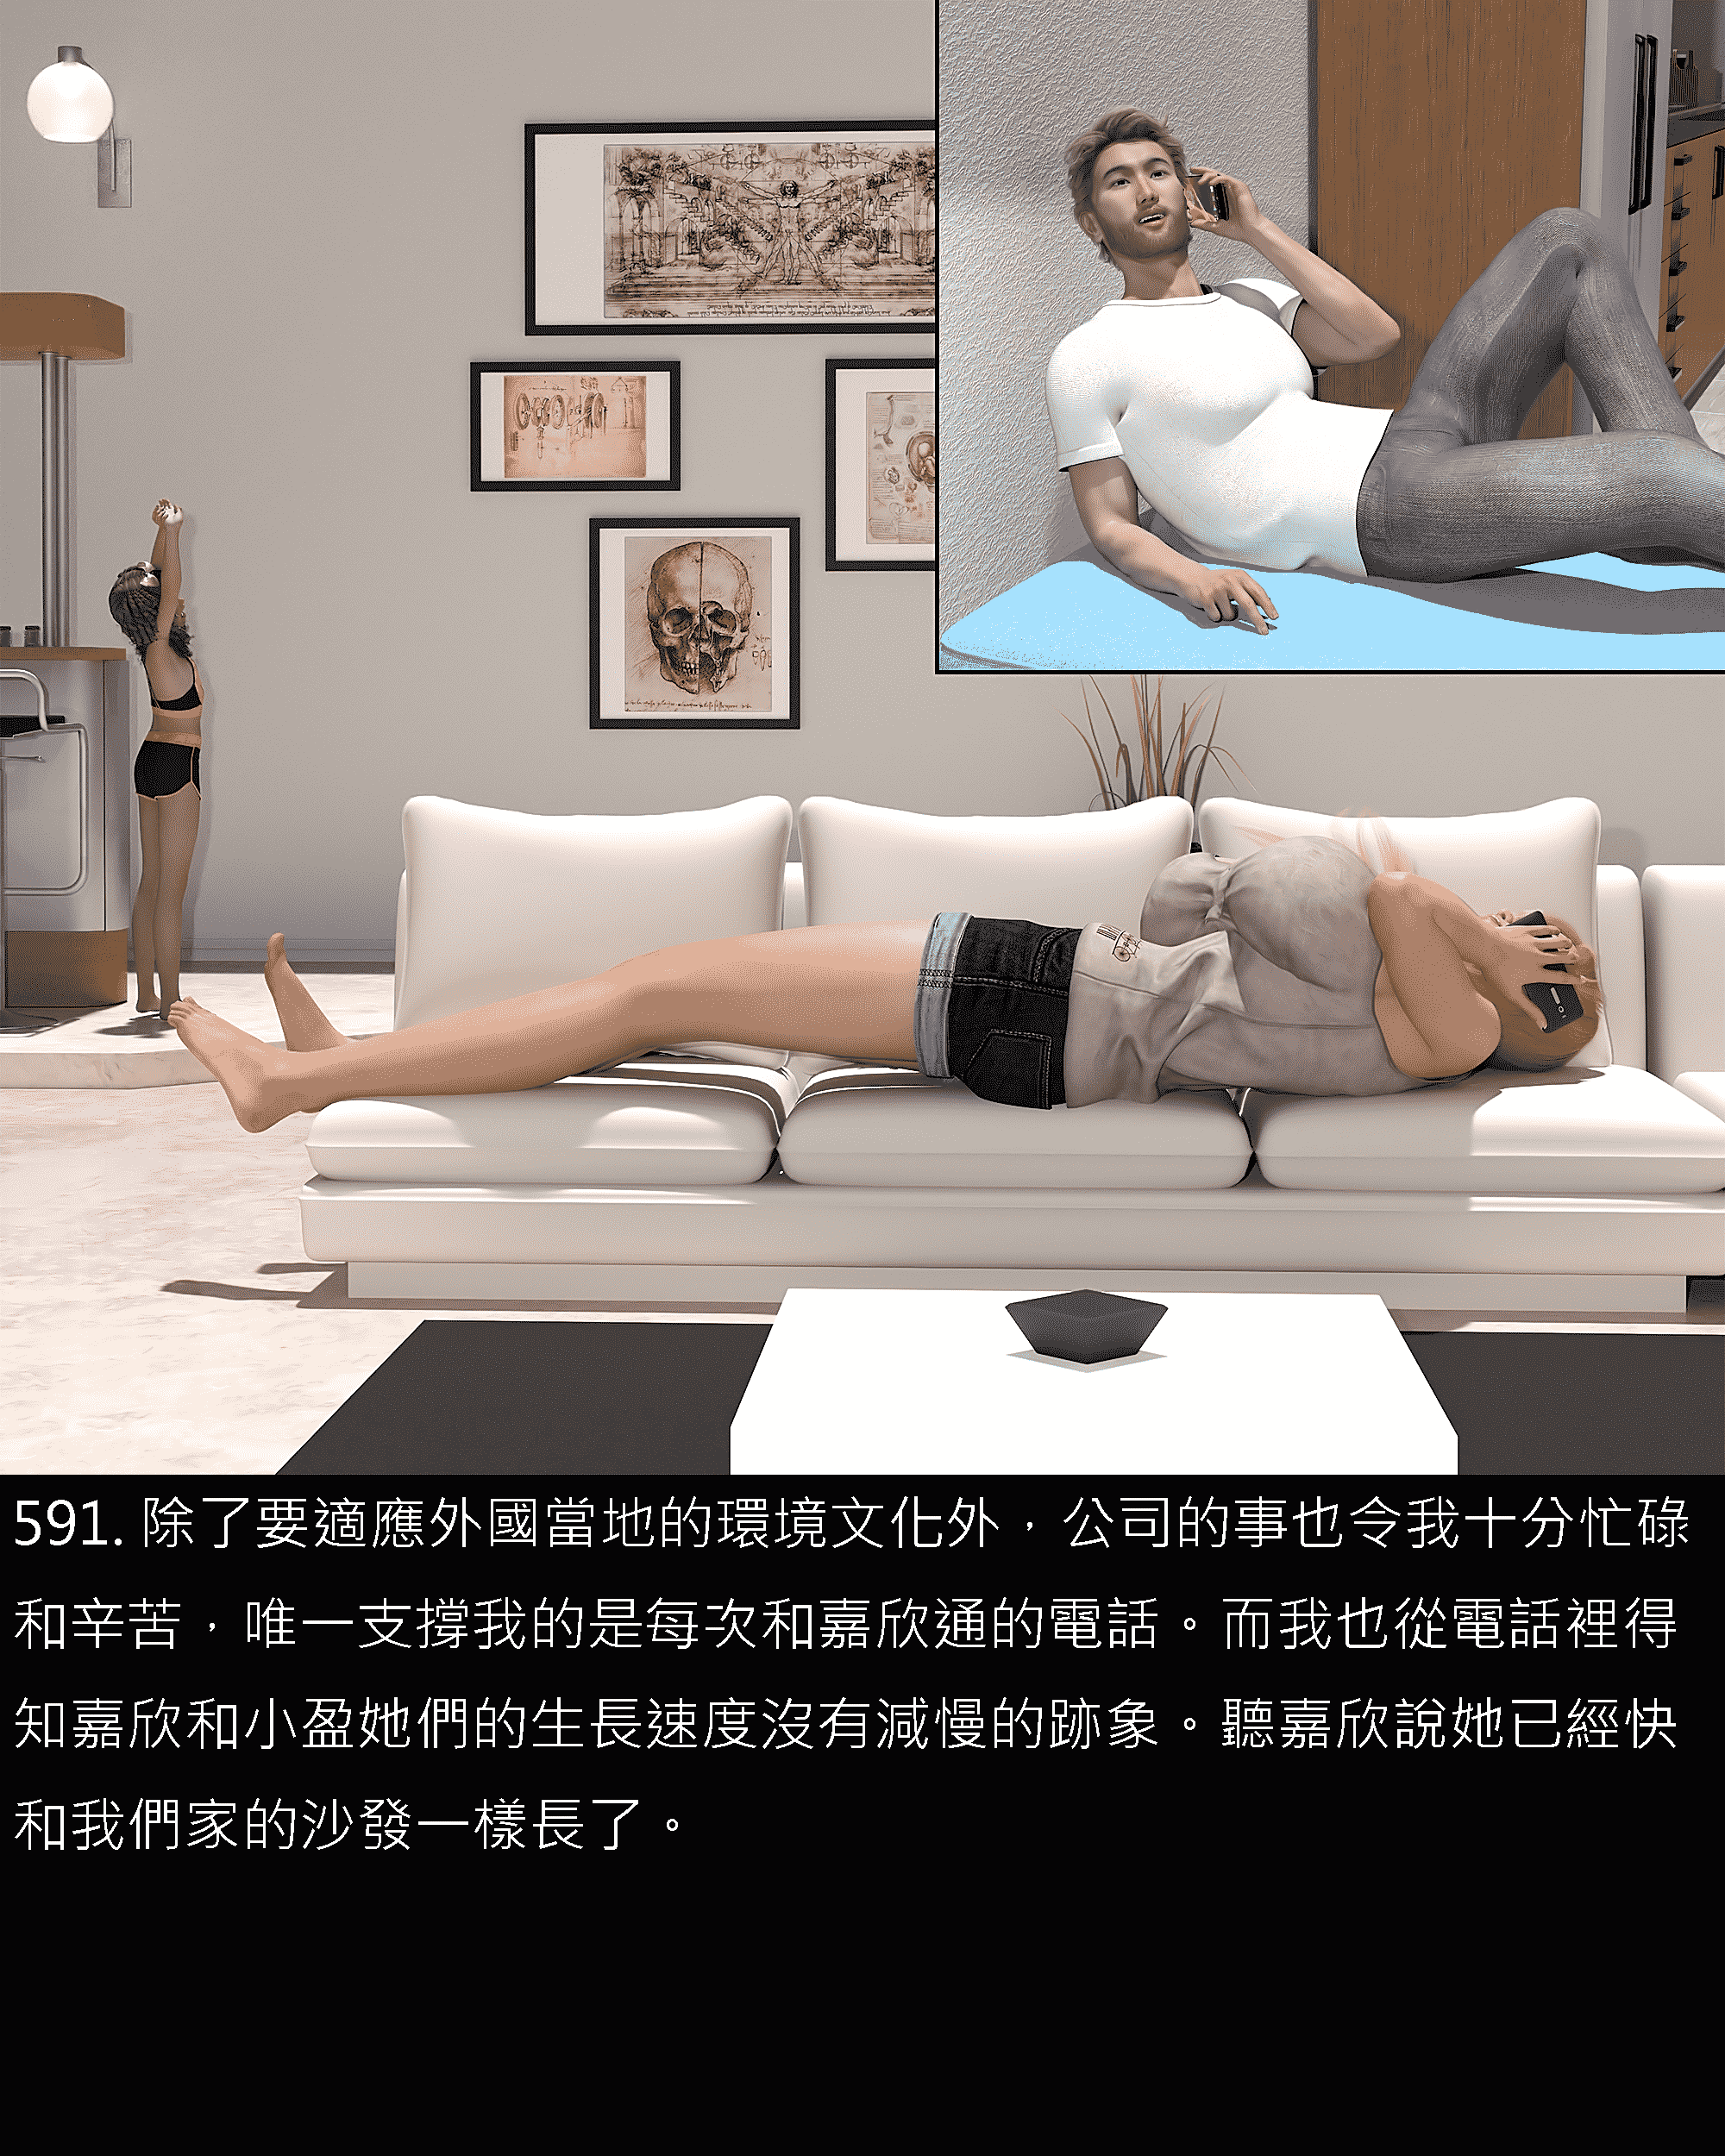 591. 除了要適應外國當地的環境文化外，公司的事也令我十分忙碌
和辛苦，唯一支撐我的是每次和嘉欣通的電話。而我也從電話裡得
知嘉欣和小盈她們的生長速度沒有減慢的跡象。聽嘉欣說她已經快
和我們家的沙發一樣長了。